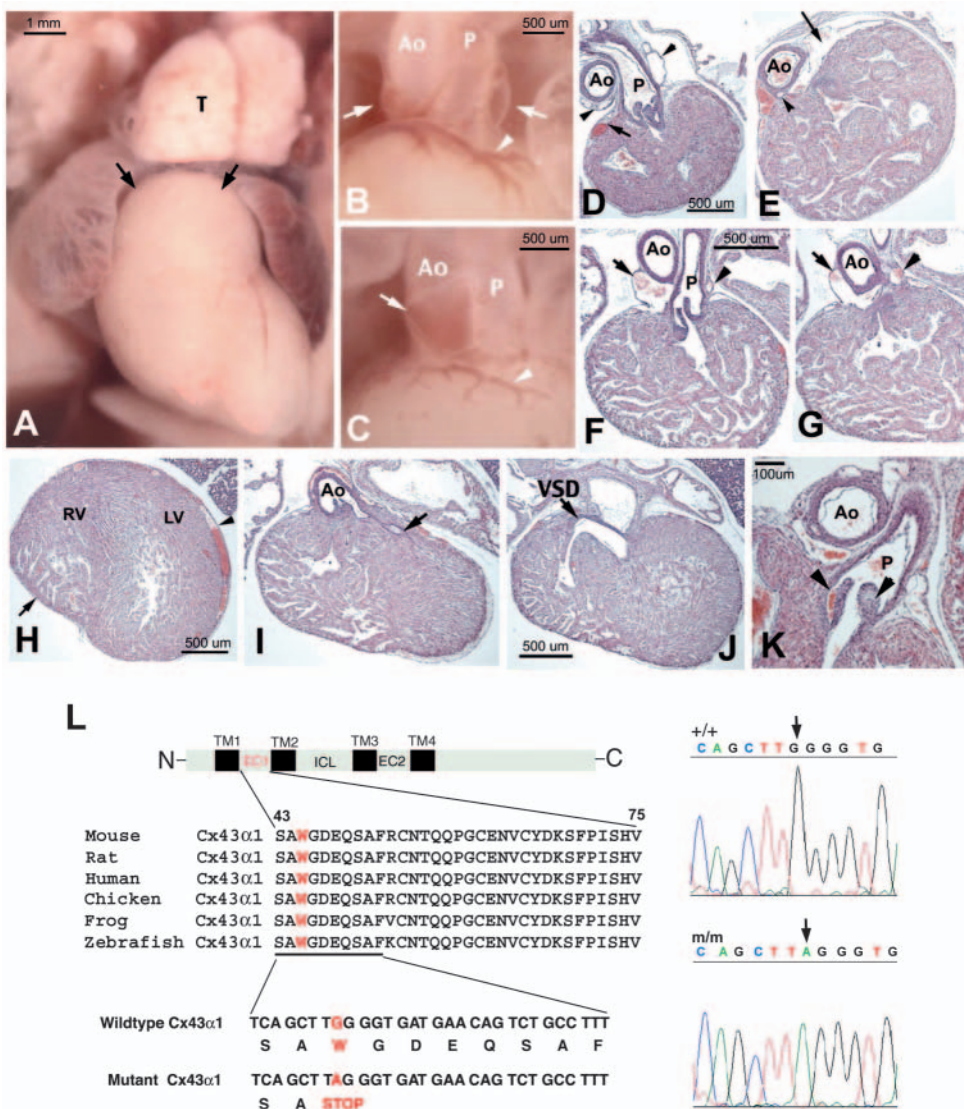 1 mm
T
A
500 um
Ao
P
B
500 um
Ao
P
C
Ao
P
D
500 um
Ao
E
500 um
Ao
P
F
Ao
G
RV
LV
H
500 um
Ao
I
VSD
500 um
J
100um
Ao
P
K
L
TM1 TM2 TM3 TM4
N EC1 ICL EC2 C
43 75
Mouse Cx43α1 SAWGDEQSAFRCNTQQPGCENVCYDKSFPISHV
Rat Cx43α1 SAWGDEQSAFRCNTQQPGCENVCYDKSFPISHV
Human Cx43α1 SAWGDEQSAFRCNTQQPGCENVCYDKSFPISHV
Chicken Cx43α1 SAWGDEQSAFRCNTQQPGCENVCYDKSFPISHV
Frog Cx43α1 SAWGDEQSAFVCNTQQPGCENVCYDKSFPISHV
Zebrafish Cx43α1 SAWGDEQSAFKCNTQQPGCENVCYDKSFPISHV
Wildtype Cx43α1 TCA GCT TGG GGT GAT GAA CAG TCT GCC TTT
S A W G D E Q S A F
Mutant Cx43α1 TCA GCT TAG GGT GAT GAA CAG TCT GCC TTT
S A STOP
+/+
C A G C T T G G G G T G
m/m
C A G C T T A G G G T G